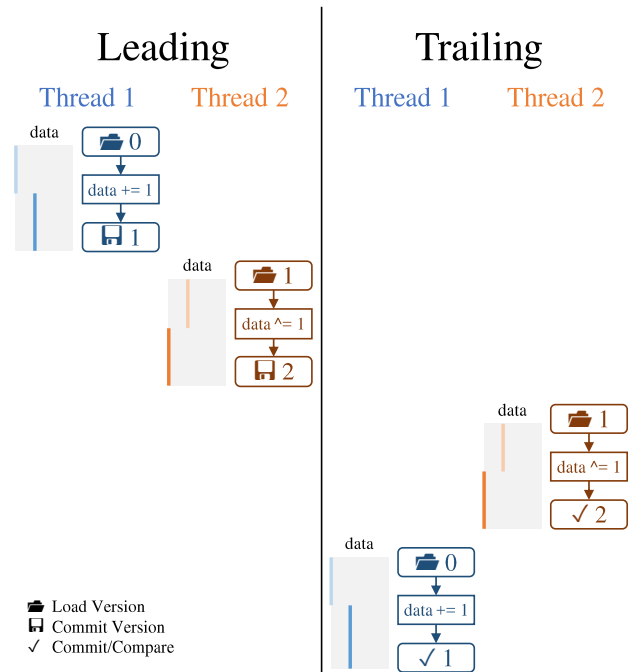 Leading Trailing
Thread 1 Thread 2 Thread 1 Thread 2
data
0
data += 1
1
data
1
data ^= 1
2
data
1
data ^= 1
✓ 2
data
0
data += 1
✓ 1
Load Version
Commit Version
✓ Commit/Compare